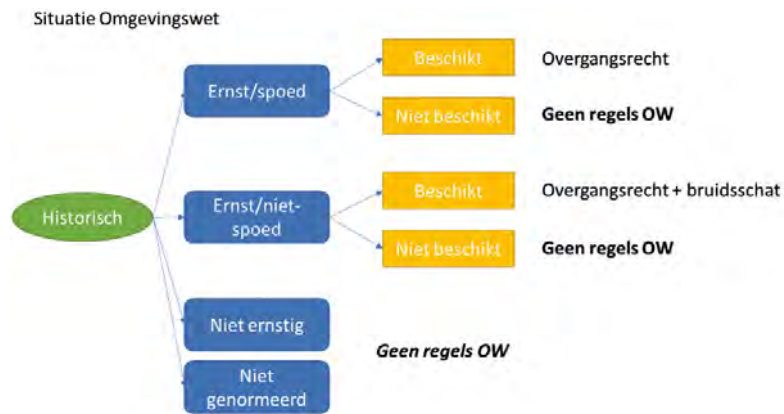 Situatie Omgevingswet
Beschikt
Overgangsrecht
Ernst/spoed
Niet beschikt
Geen regels OW
Beschikt
Overgangsrecht + bruidsschat
Historisch
Ernst/niet-
spoed
Niet beschikt
Geen regels OW
Niet ernstig
Geen regels OW
Niet
genormeerd